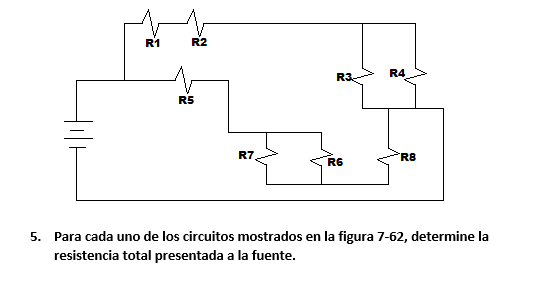 R1 R2
R3 R4
R5
R7 R6 R8
5. Para cada uno de los circuitos mostrados en la figura 7-62, determine la
resistencia total presentada a la fuente.